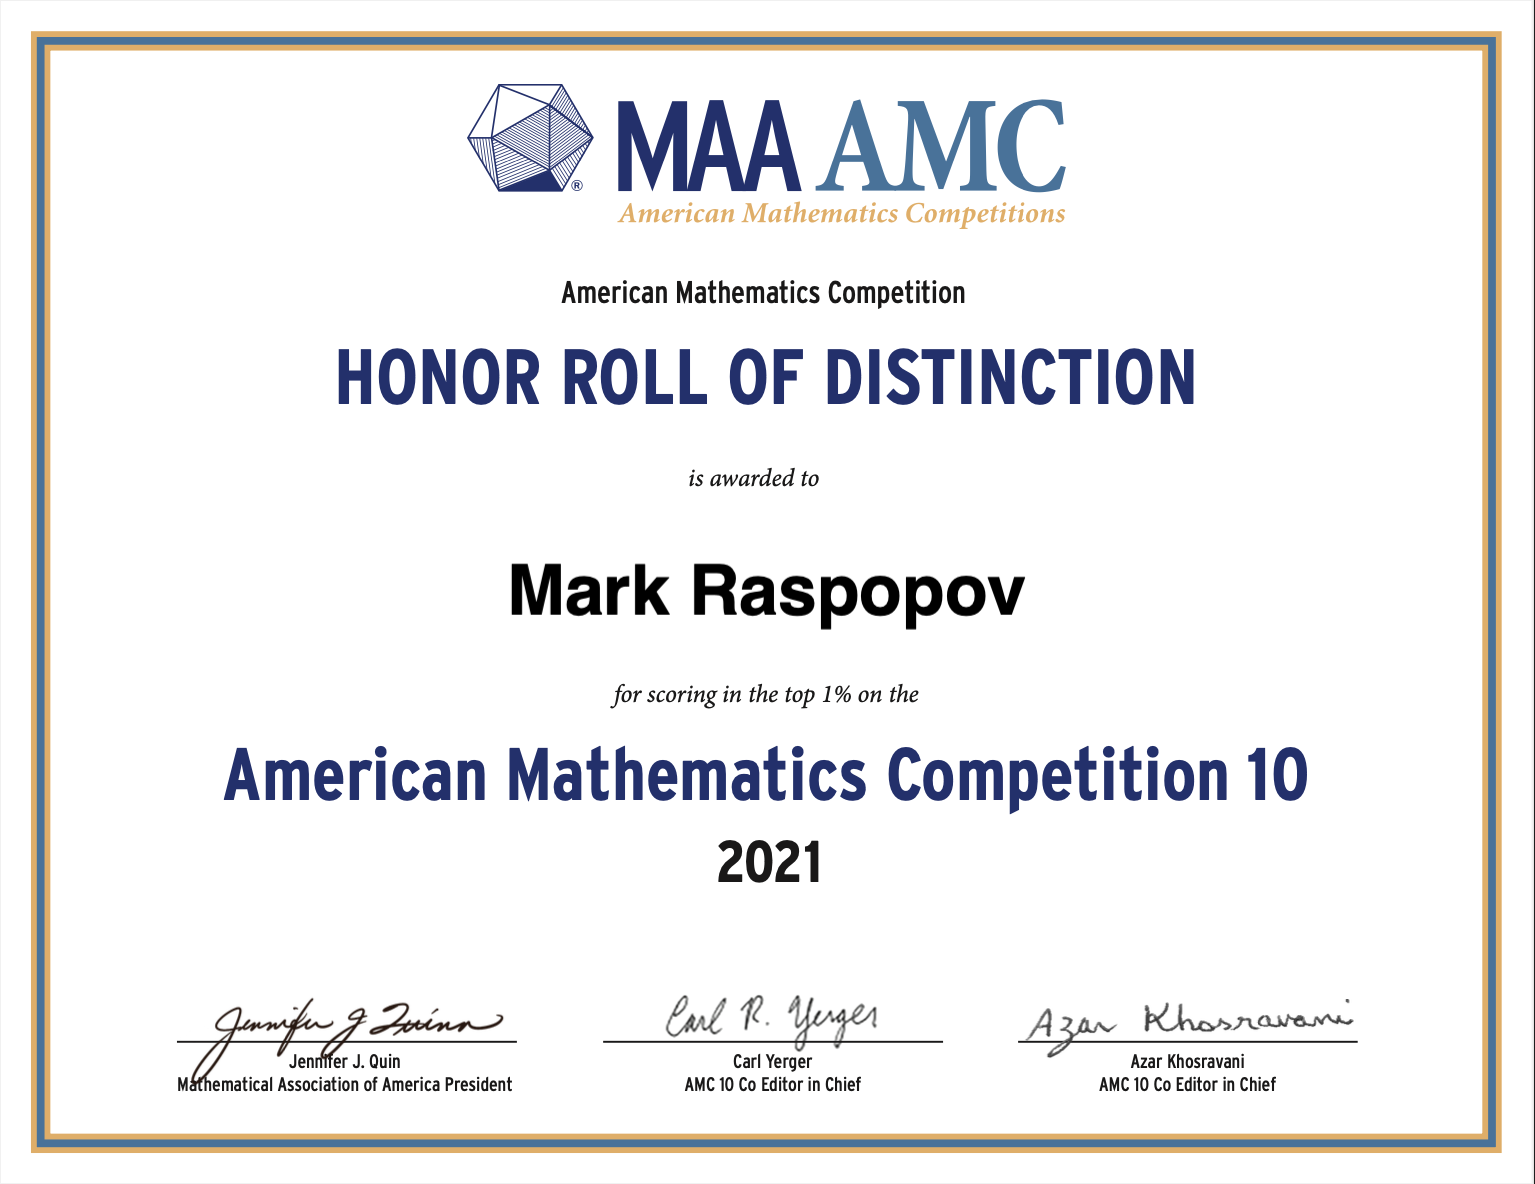 MAA AMC
®
American Mathematics Competitions
American Mathematics Competition
HONOR ROLL OF DISTINCTION
is awarded to
Mark Raspopov
for scoring in the top 1% on the
American Mathematics Competition 10
2021
Jennifer J Quinn
Carl R. Yerger
Azar Khosravani
Jennifer J. Quin
Mathematical Association of America President
Carl Yerger
AMC 10 Co Editor in Chief
Azar Khosravani
AMC 10 Co Editor in Chief